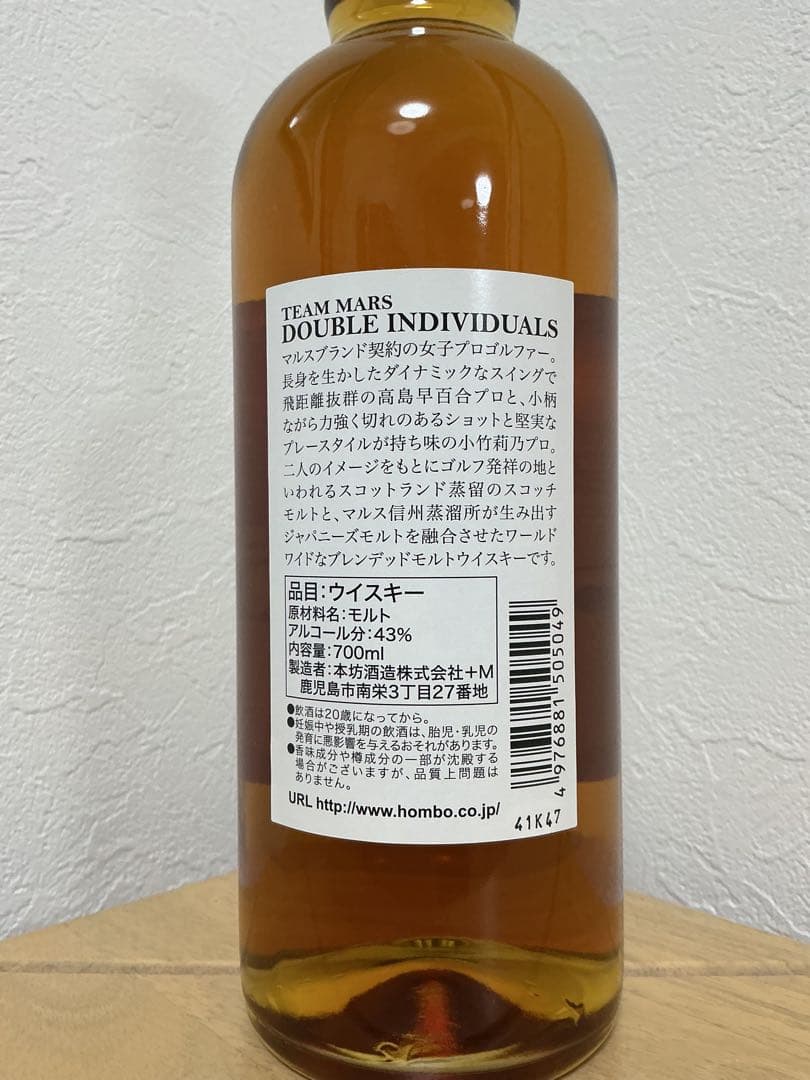 TEAM MARS
DOUBLE INDIVIDUALS
マルスブランド契約の女子プロゴルファー。
長身を生かしたダイナミックなスイングで
飛距離抜群の高島早百合プロと、小柄
ながら力強く切れのあるショットと堅実な
プレースタイルが持ち味の小竹莉乃プロ。
二人のイメージをもとにゴルフ発祥の地と
いわれるスコットランド蒸留のスコッチ
モルトと、マルス信州蒸溜所が生み出す
ジャパニーズモルトを融合させたワールド
ワイドなブレンデッドモルトウイスキーです。
品目:ウイスキー
原材料名:モルト
アルコール分:43%
内容量:700ml
製造者:本坊酒造株式会社+M
鹿児島市南栄3丁目27番地
●飲酒は20歳になってから。
●妊娠中や授乳期の飲酒は、胎児・乳児の
発育に悪影響を与えるおそれがあります。
●香味成分や樽成分の一部が沈殿する
場合がございますが、品質上問題は
ありません。
URL http://www.hombo.co.jp/
4 976881 505049
41K47